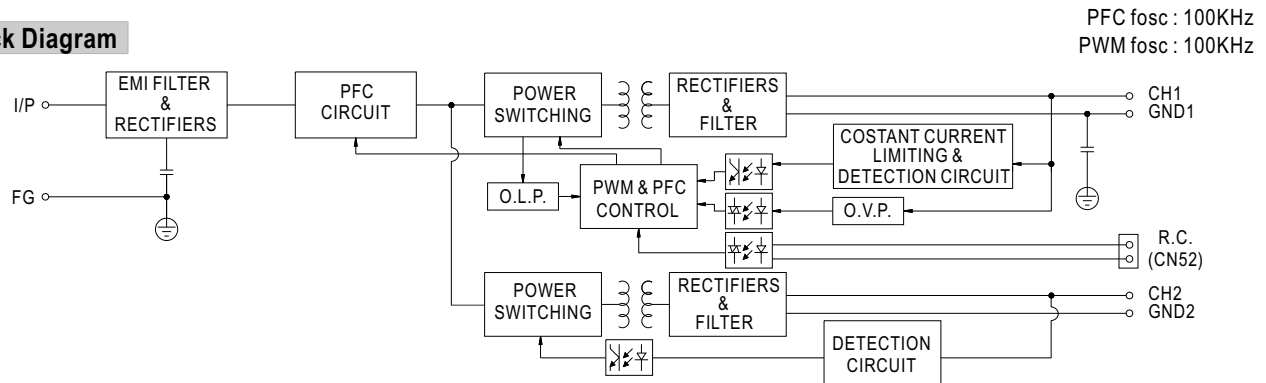 PFC fosc : 100KHz
PWM fosc : 100KHz
ck Diagram
I/P
EMI FILTER
&
RECTIFIERS
PFC
CIRCUIT
POWER
SWITCHING
RECTIFIERS
&
FILTER
CH1
GND1
COSTANT CURRENT
LIMITING &
DETECTION CIRCUIT
FG
O.L.P.
PWM & PFC
CONTROL
O.V.P.
R.C.
(CN52)
POWER
SWITCHING
RECTIFIERS
&
FILTER
CH2
GND2
DETECTION
CIRCUIT